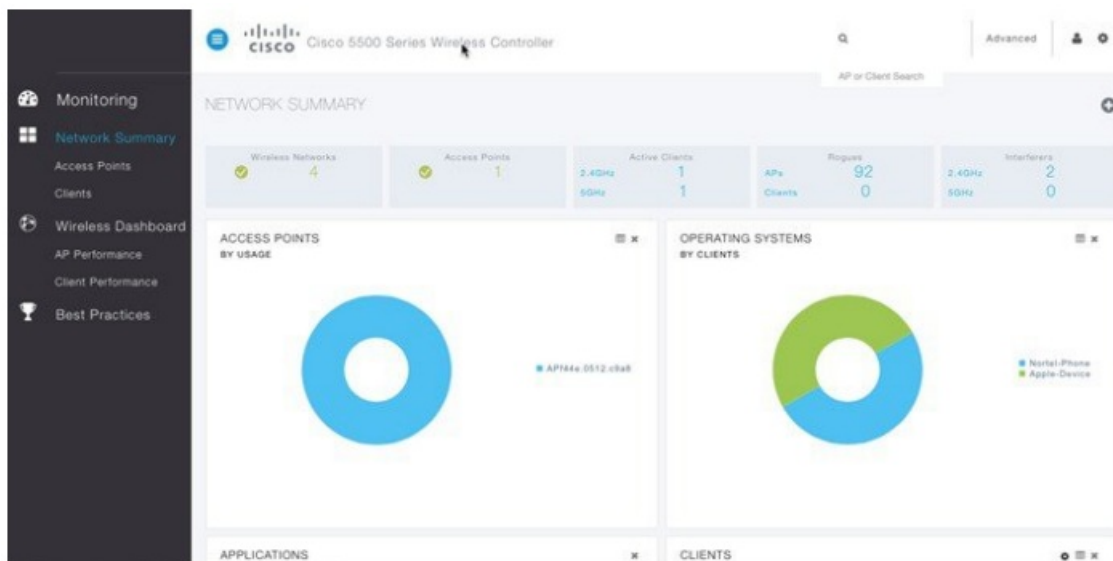 CISCO Cisco 5500 Series Wireless Controller
Advanced
AP or Client Search
Monitoring
Network Summary
Access Points
Clients
Wireless Dashboard
AP Performance
Client Performance
Best Practices
NETWORK SUMMARY
Wireless Networks
4
Access Points
1
Active Clients
2.4GHz 1
5GHz 1
Rogues
APs 92
Clients 0
Interferers
2.4GHz 2
5GHz 0
ACCESS POINTS
BY USAGE
APf44e.0512.c9a8
OPERATING SYSTEMS
BY CLIENTS
Nortel-Phone
Apple-Device
APPLICATIONS
CLIENTS